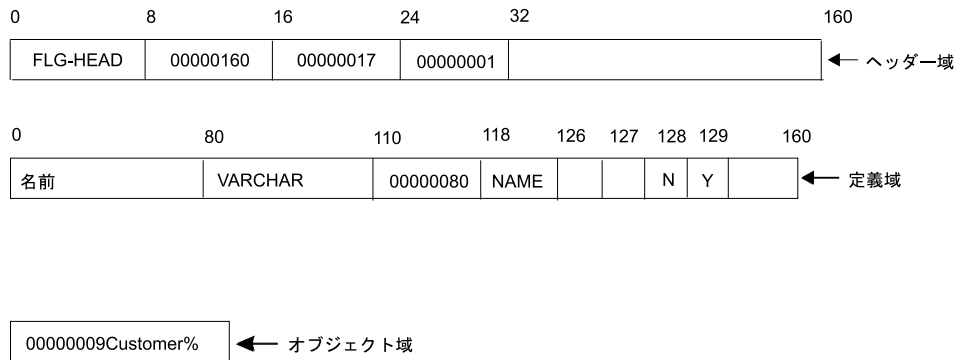 0 8 16 24 32 160
FLG-HEAD 00000160 00000017 00000001 ヘッダー域
0 80 110 118 126 127 128 129 160
名前 VARCHAR 00000080 NAME N Y 定義域
00000009Customer% オブジェクト域